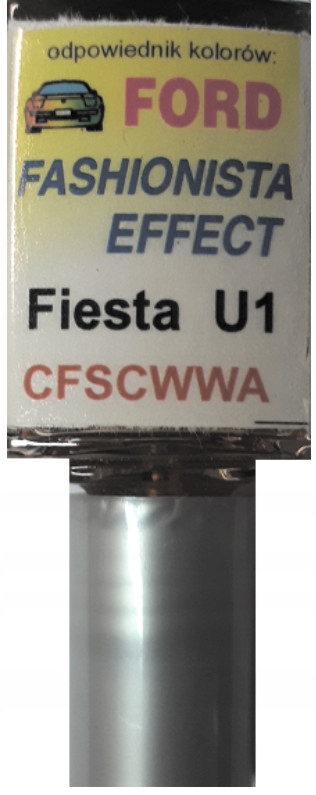 odpowiednik kolorów:
FORD
FASHIONISTA
EFFECT
Fiesta U1
CFSCWWA